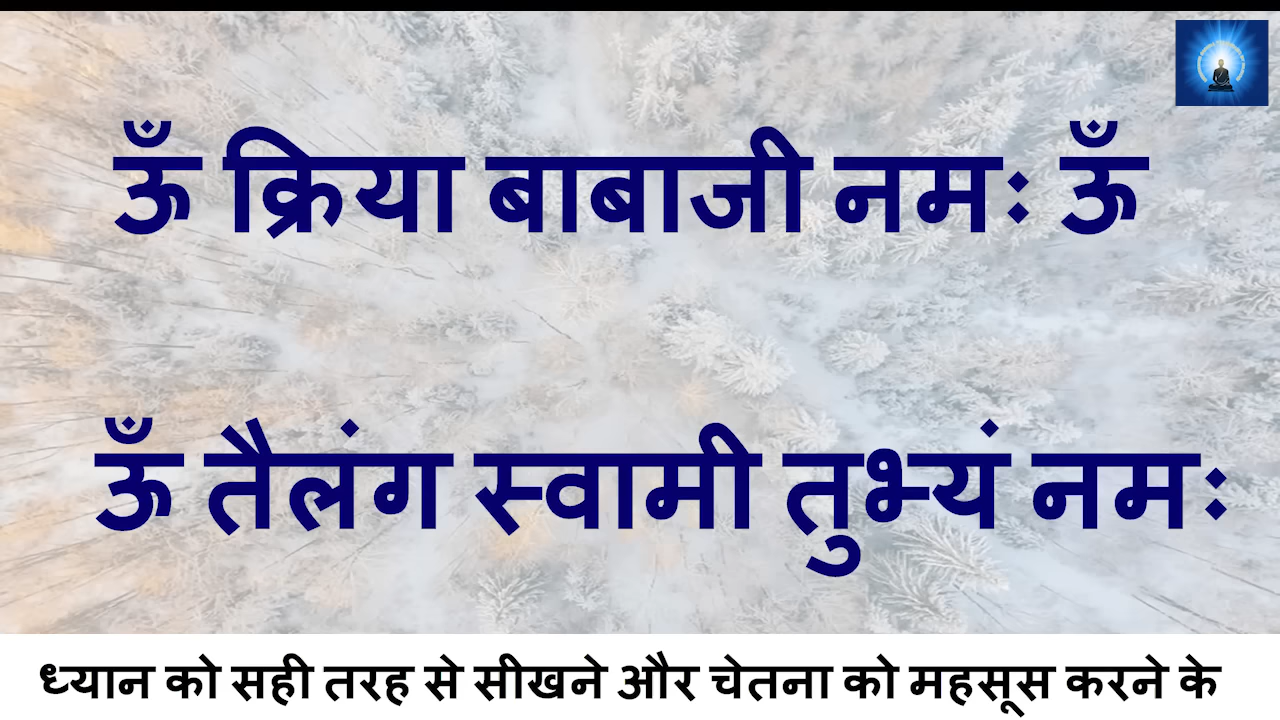 ऊँ क्रिया बाबाजी नमः ऊँ
ऊँ तैलंग स्वामी तुभ्यं नमः
ध्यान को सही तरह से सीखने और चेतना को महसूस करने के